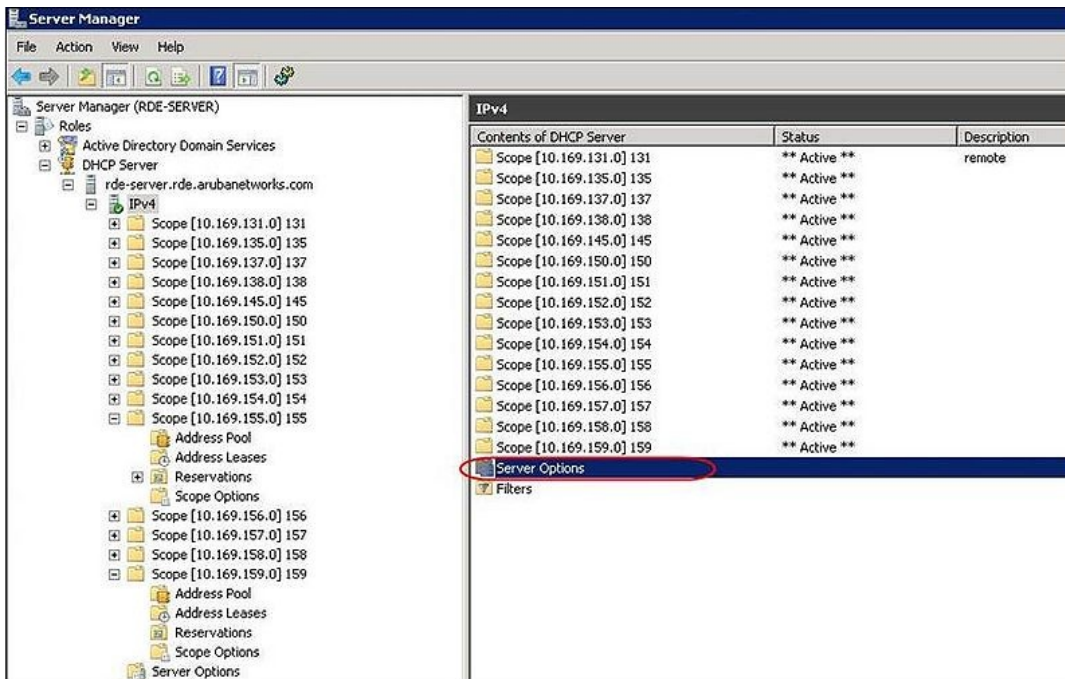 Server Manager
File Action View Help
Server Manager (RDE-SERVER)
Roles
Active Directory Domain Services
DHCP Server
rde-server.rde.arubanetworks.com
IPv4
Scope [10.169.131.0] 131
Scope [10.169.135.0] 135
Scope [10.169.137.0] 137
Scope [10.169.138.0] 138
Scope [10.169.145.0] 145
Scope [10.169.150.0] 150
Scope [10.169.151.0] 151
Scope [10.169.152.0] 152
Scope [10.169.153.0] 153
Scope [10.169.154.0] 154
Scope [10.169.155.0] 155
Address Pool
Address Leases
Reservations
Scope Options
Scope [10.169.156.0] 156
Scope [10.169.157.0] 157
Scope [10.169.158.0] 158
Scope [10.169.159.0] 159
Address Pool
Address Leases
Reservations
Scope Options
Server Options
IPv4
Contents of DHCP Server Status Description
Scope [10.169.131.0] 131 ** Active ** remote
Scope [10.169.135.0] 135 ** Active **
Scope [10.169.137.0] 137 ** Active **
Scope [10.169.138.0] 138 ** Active **
Scope [10.169.145.0] 145 ** Active **
Scope [10.169.150.0] 150 ** Active **
Scope [10.169.151.0] 151 ** Active **
Scope [10.169.152.0] 152 ** Active **
Scope [10.169.153.0] 153 ** Active **
Scope [10.169.154.0] 154 ** Active **
Scope [10.169.155.0] 155 ** Active **
Scope [10.169.156.0] 156 ** Active **
Scope [10.169.157.0] 157 ** Active **
Scope [10.169.158.0] 158 ** Active **
Scope [10.169.159.0] 159 ** Active **
Server Options
Filters